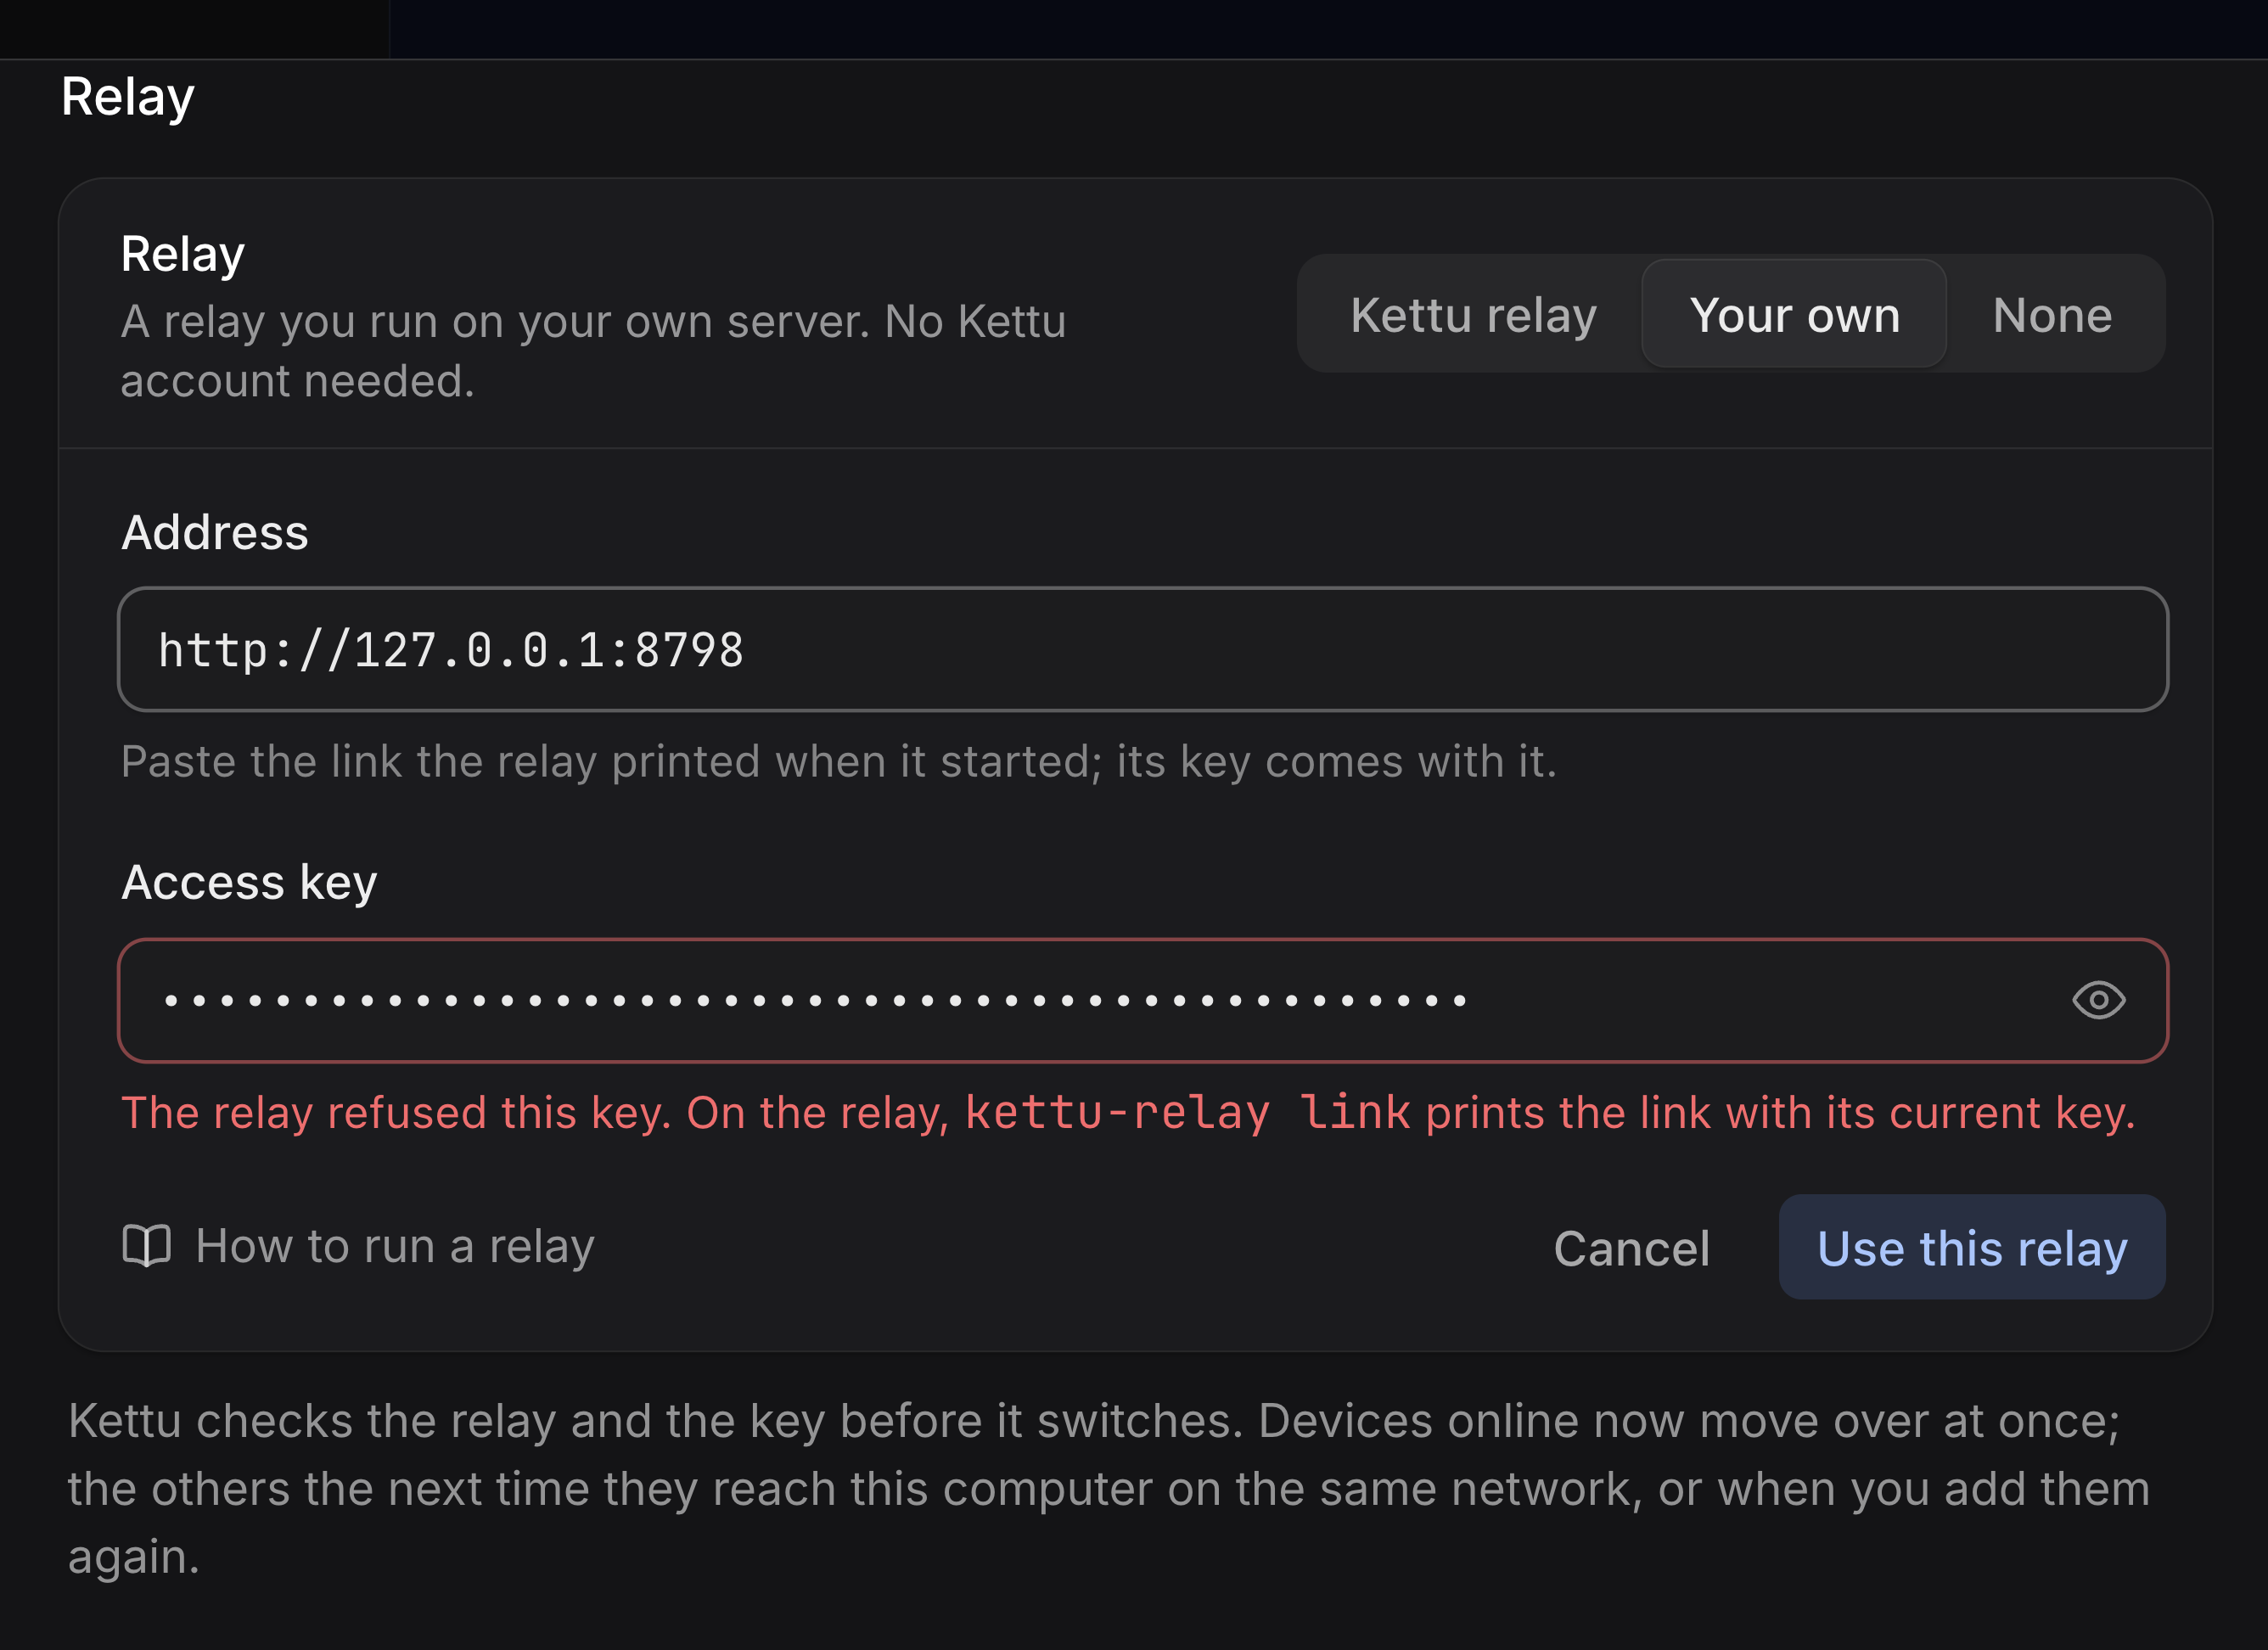 Relay
Relay
A relay you run on your own server. No Kettu
account needed.
Kettu relay
Your own
None
Address
http://127.0.0.1:8798
Paste the link the relay printed when it started; its key comes with it.
Access key
•••••••••••••••••••••••••••••••••••••••••••••••
The relay refused this key. On the relay, kettu-relay link prints the link with its current key.
How to run a relay
Cancel
Use this relay
Kettu checks the relay and the key before it switches. Devices online now move over at once;
the others the next time they reach this computer on the same network, or when you add them
again.